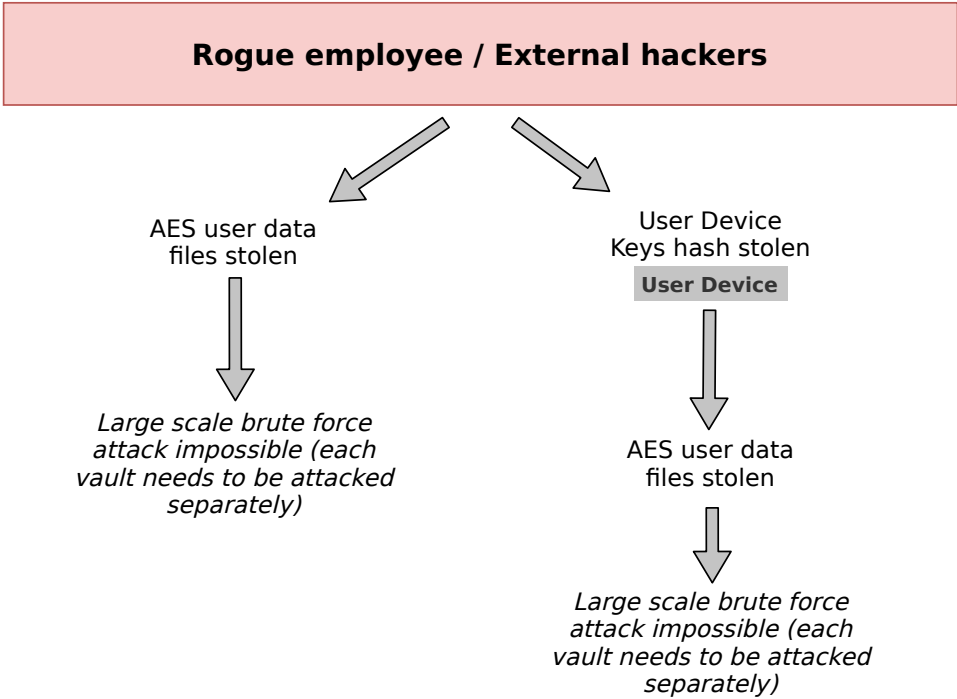 Rogue employee / External hackers
AES user data
files stolen
Large scale brute force
attack impossible (each
vault needs to be attacked
separately)
User Device
Keys hash stolen
User Device
AES user data
files stolen
Large scale brute force
attack impossible (each
vault needs to be attacked
separately)